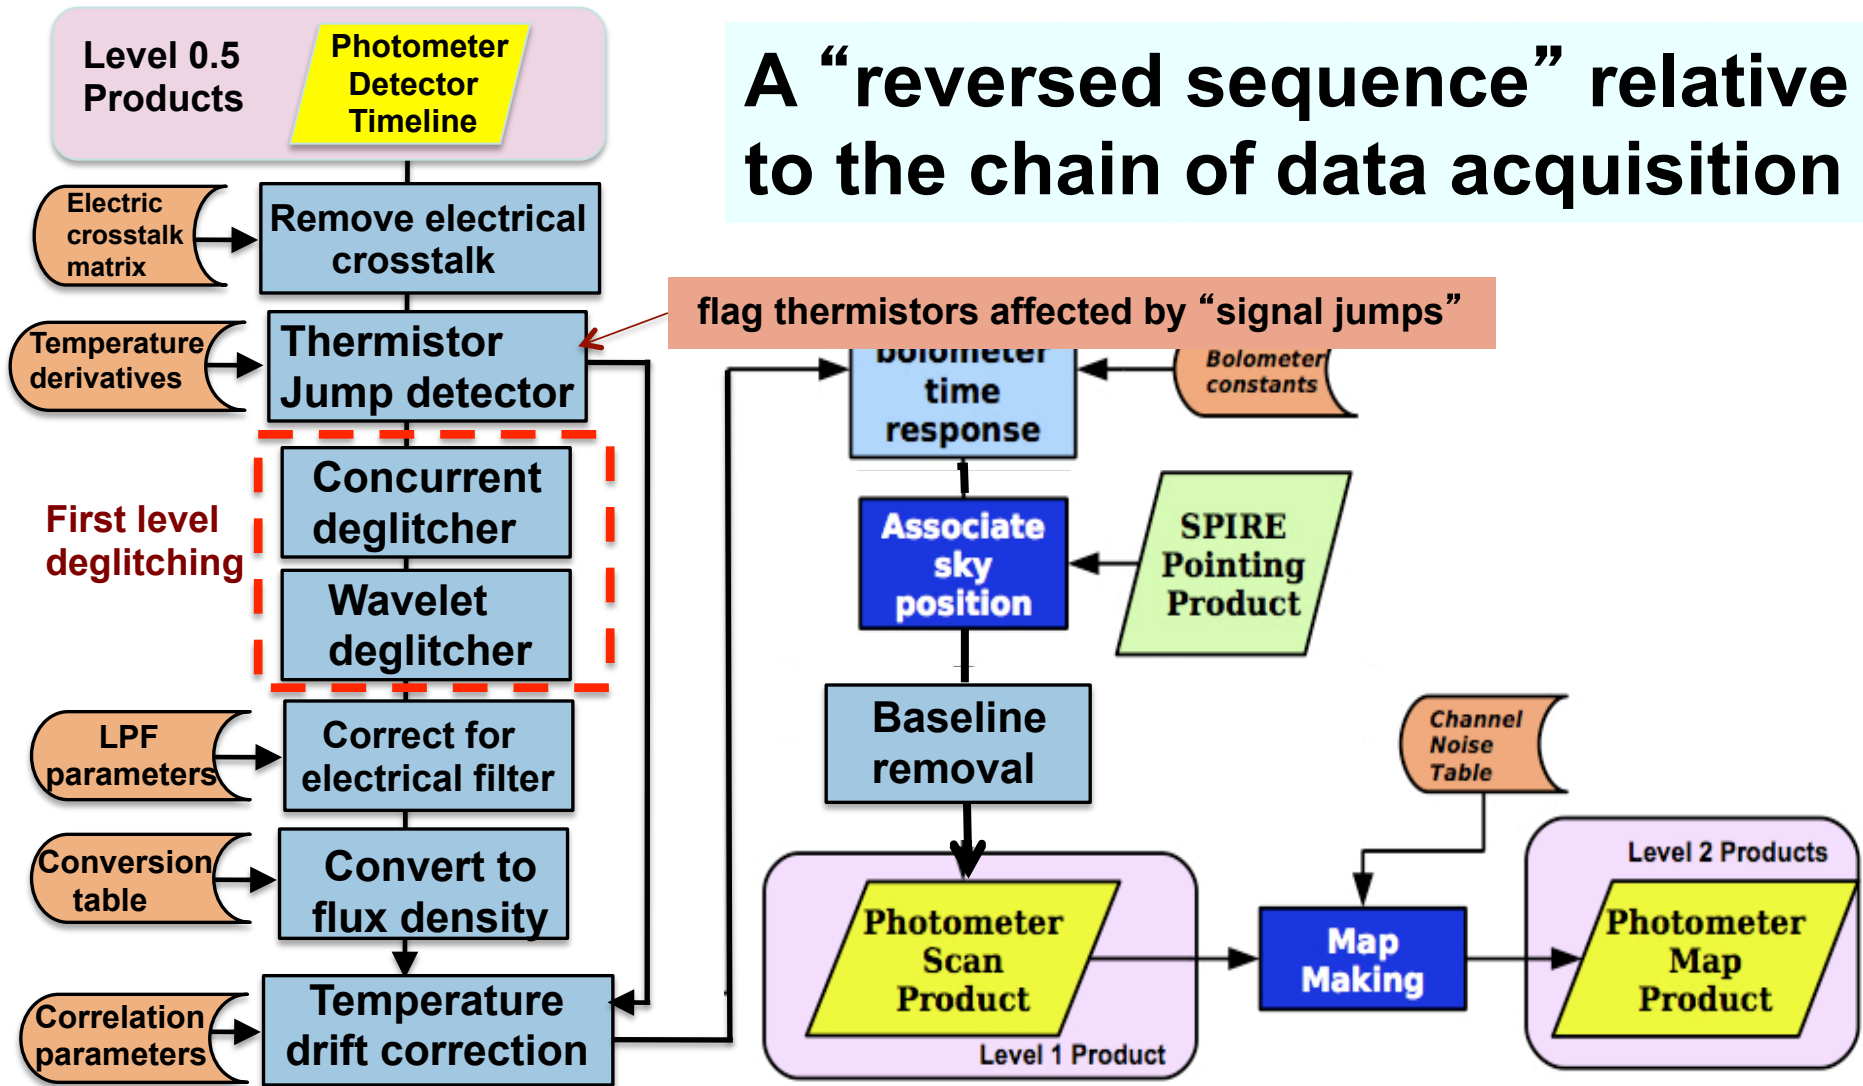 Level 0.5
Products
Photometer
Detector
Timeline
A “reversed sequence” relative
to the chain of data acquisition
Electric
crosstalk
matrix
Remove electrical
crosstalk
flag thermistors affected by “signal jumps”
Temperature
derivatives
Thermistor
Jump detector
First level
deglitching
Concurrent
deglitcher
Wavelet
deglitcher
LPF
parameters
Correct for
electrical filter
Conversion
table
Convert to
flux density
Correlation
parameters
Temperature
drift correction
bolometer
time
response
Bolometer
constants
Associate
sky
position
SPIRE
Pointing
Product
Baseline
removal
Channel
Noise
Table
Photometer
Scan
Product
Level 1 Product
Map
Making
Level 2 Products
Photometer
Map
Product